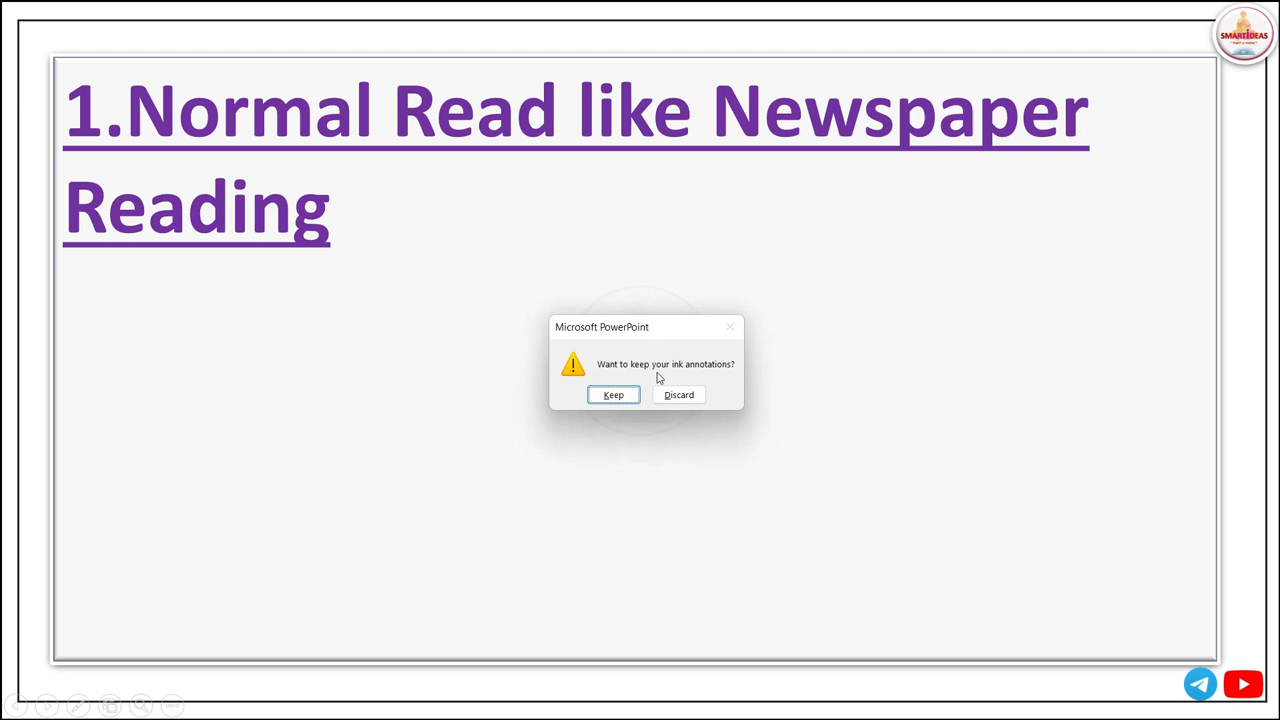 SMARTIDEAS
1.Normal Read like Newspaper
Reading
Microsoft PowerPoint
Want to keep your ink annotations?
Keep
Discard